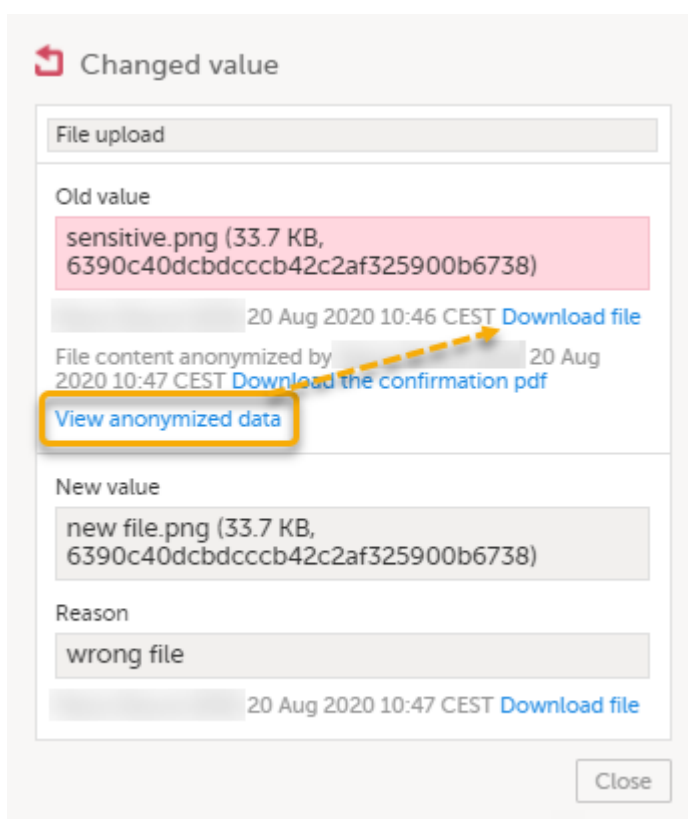 Changed value
File upload
Old value
sensitive.png (33.7 KB,
6390c40dcbdcccb42c2af325900b6738)
20 Aug 2020 10:46 CEST Download file
File content anonymized by 20 Aug
2020 10:47 CEST Download the confirmation pdf
View anonymized data
New value
new file.png (33.7 KB,
6390c40dcbdcccb42c2af325900b6738)
Reason
wrong file
20 Aug 2020 10:47 CEST Download file
Close